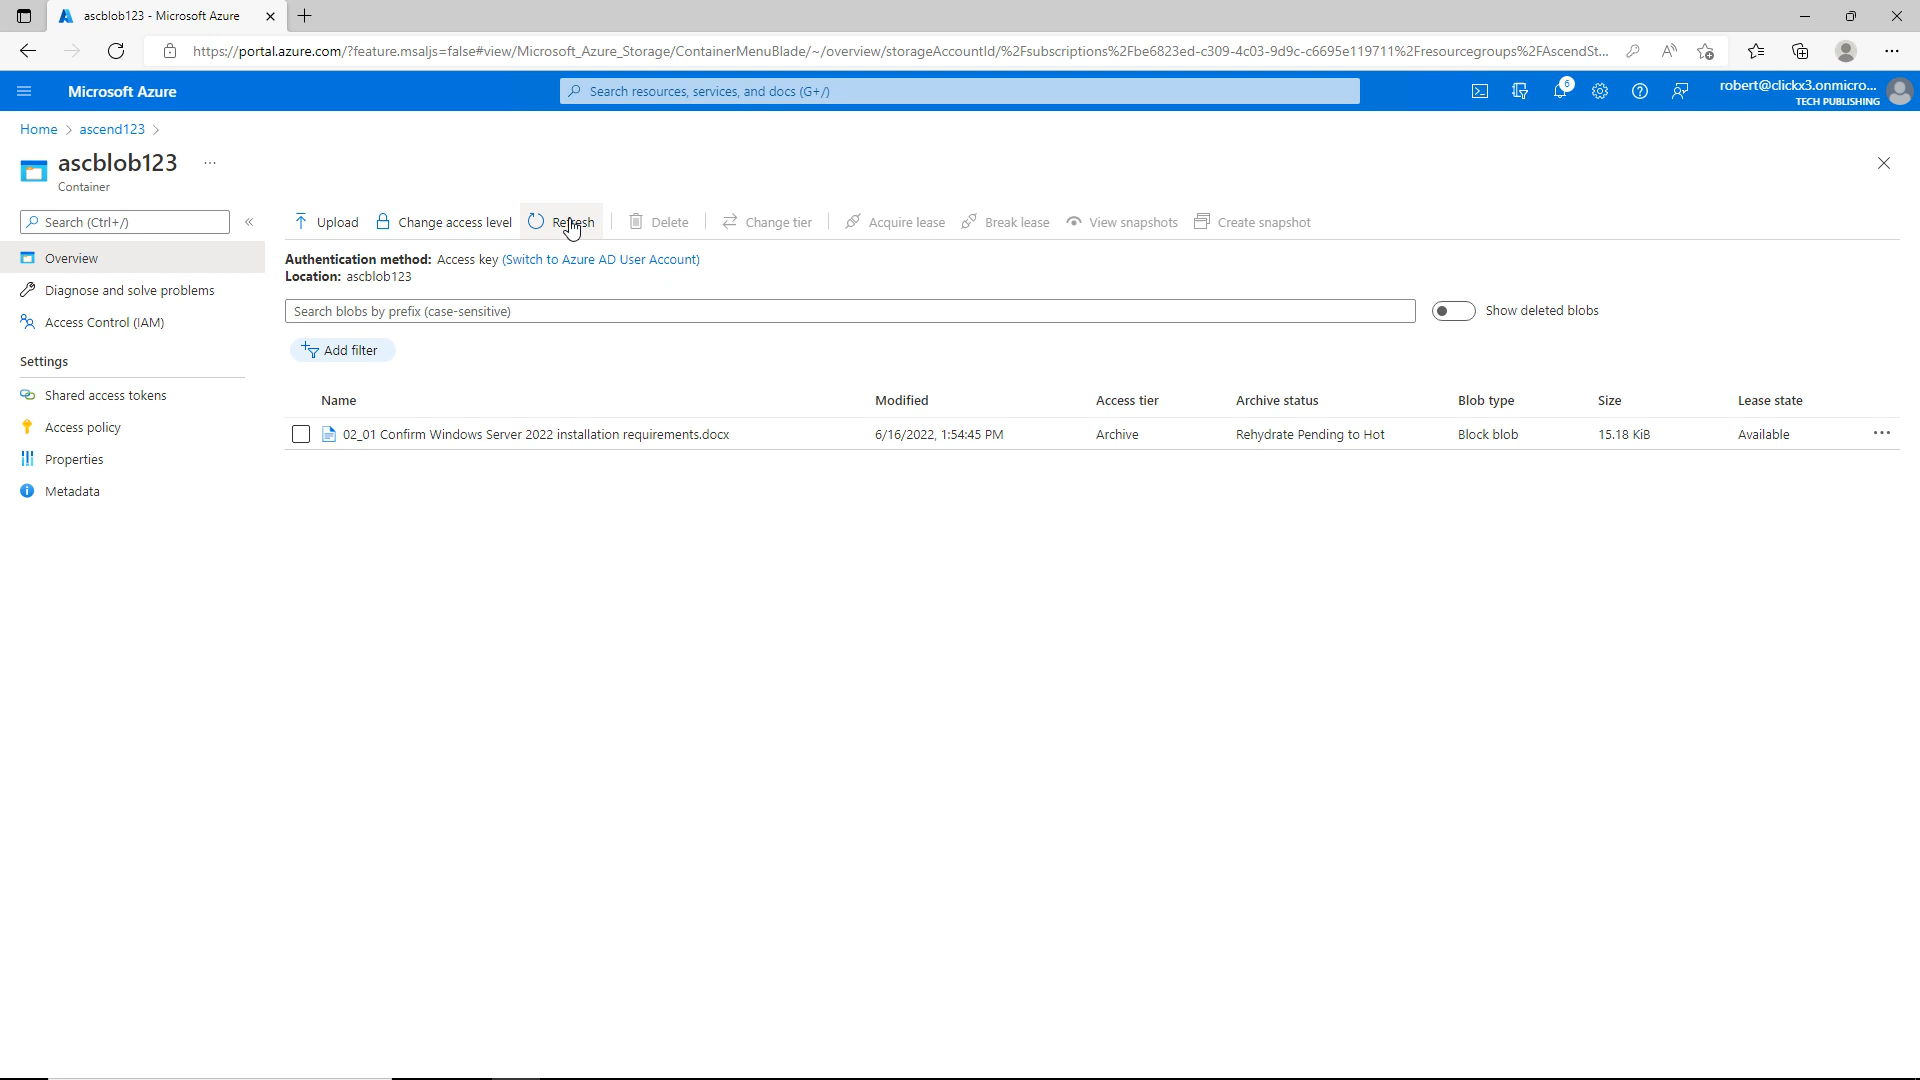 ascblob123 - Microsoft Azure
https://portal.azure.com/?feature.msaljs=false#view/Microsoft_Azure_Storage/ContainerMenuBlade/~/overview/storageAccountId/%2Fsubscriptions%2Fbe6823ed-c309-4c03-9d9c-c6695e119711%2Fresourcegroups%2FAscendSt...
Microsoft Azure
Search resources, services, and docs (G+/)
6
robert@clickx3.onmicro...
TECH PUBLISHING
Home > ascend123 >
ascblob123 ...
Container
Search (Ctrl+/) «
Upload Change access level Refresh Delete Change tier Acquire lease Break lease View snapshots Create snapshot
Overview
Diagnose and solve problems
Access Control (IAM)
Settings
Shared access tokens
Access policy
Properties
Metadata
Authentication method: Access key (Switch to Azure AD User Account)
Location: ascblob123
Search blobs by prefix (case-sensitive)
Show deleted blobs
Add filter
Name Modified Access tier Archive status Blob type Size Lease state
02_01 Confirm Windows Server 2022 installation requirements.docx 6/16/2022, 1:54:45 PM Archive Rehydrate Pending to Hot Block blob 15.18 KiB Available ...